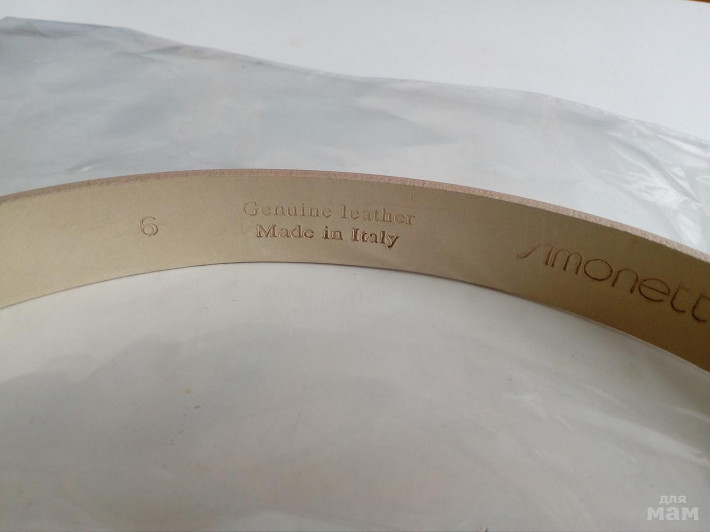 6
Genuine leather
Made in Italy
simonett
для
мам